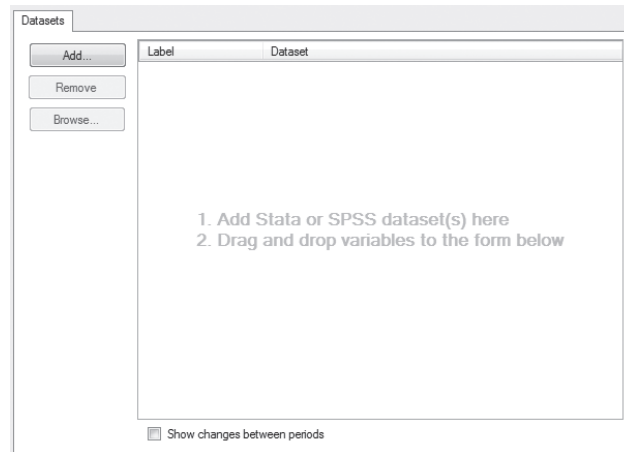 Datasets
Add...
Label Dataset
Remove
Browse...
1. Add Stata or SPSS dataset(s) here
2. Drag and drop variables to the form below
Show changes between periods